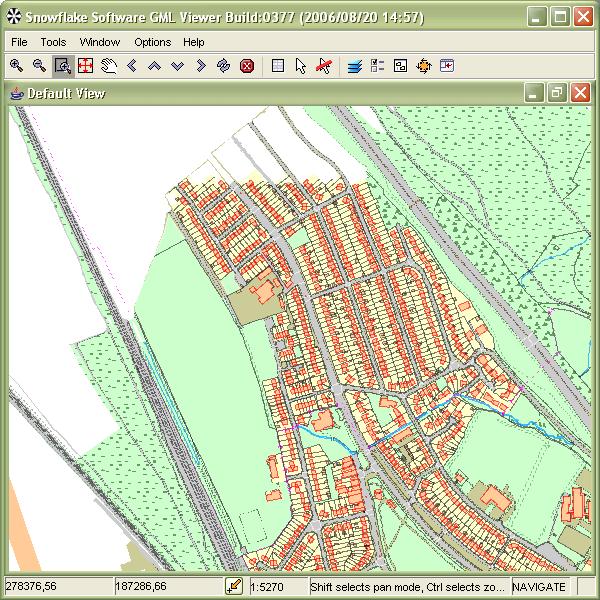 Snowflake Software GML Viewer Build:0377 (2006/08/20 14:57)
File Tools Window Options Help
Default View
278376,56 187286,66 1:5270 Shift selects pan mode, Ctrl selects zo... NAVIGATE